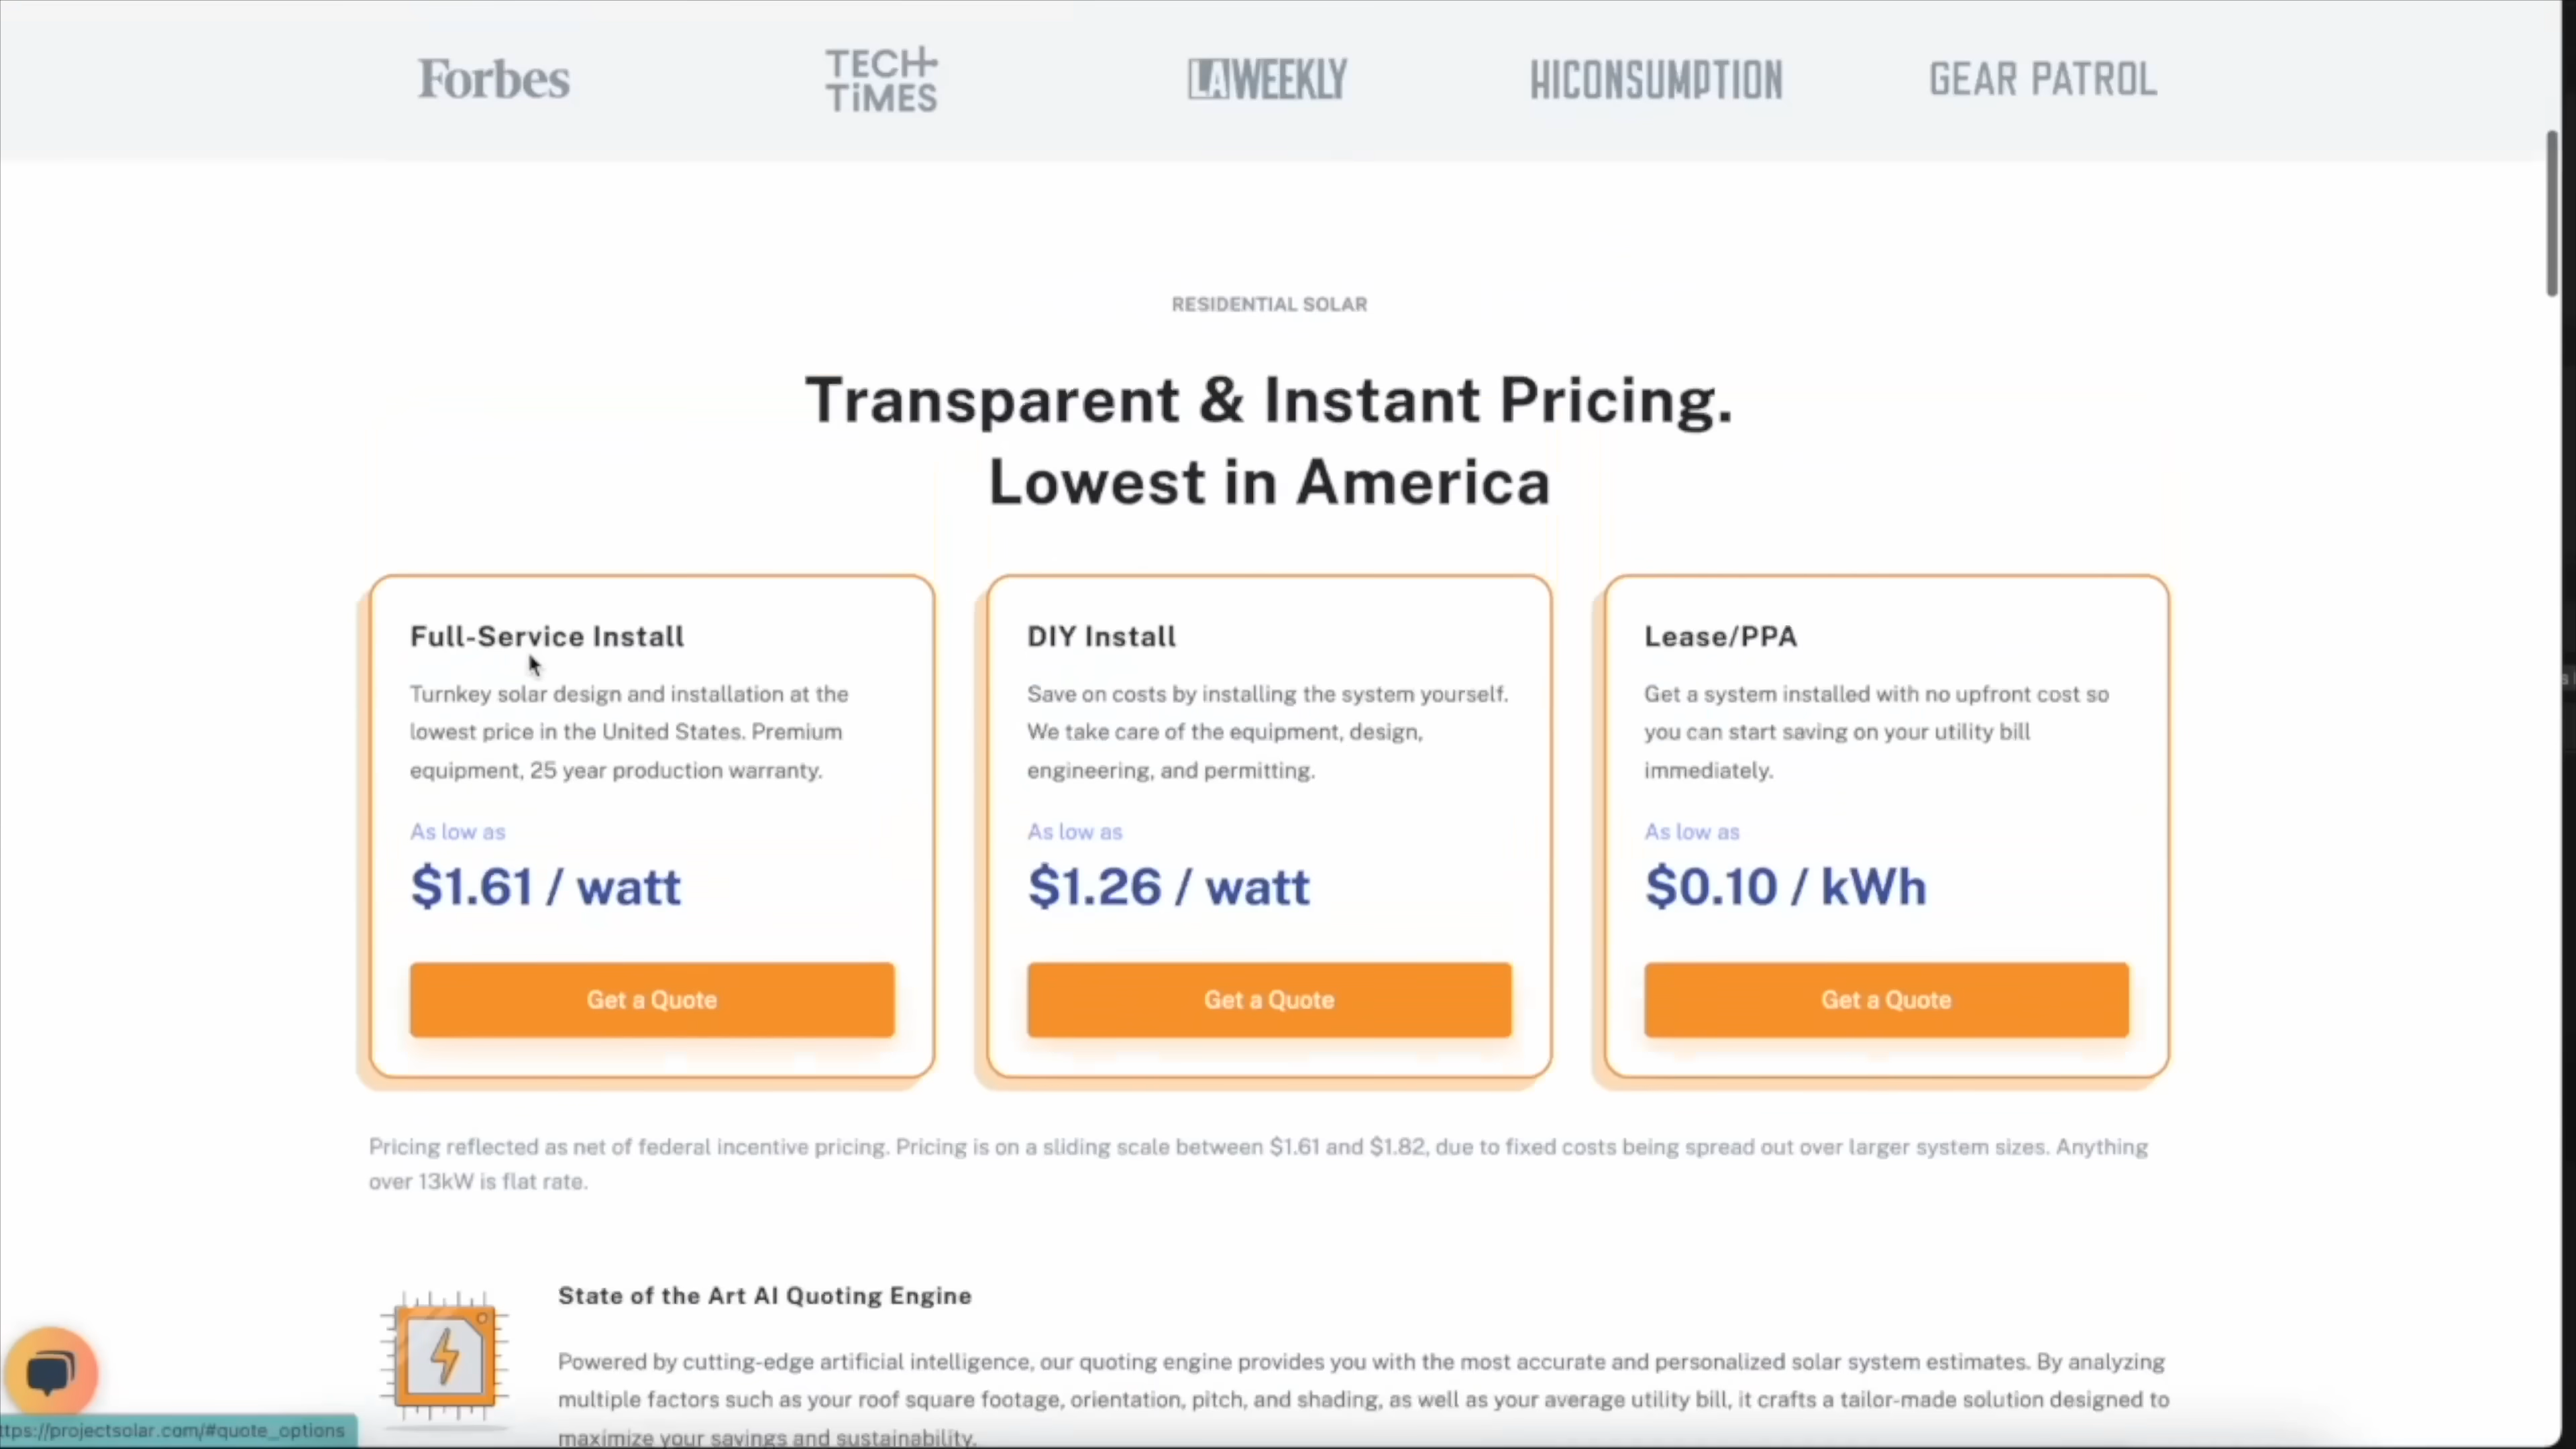 Forbes
TECH
TiMES
LAWEEKLY
HICONSUMPTION
GEAR PATROL
RESIDENTIAL SOLAR
Transparent & Instant Pricing.
Lowest in America
Full-Service Install
Turnkey solar design and installation at the
lowest price in the United States. Premium
equipment, 25 year production warranty.
As low as
$1.61 / watt
Get a Quote
DIY Install
Save on costs by installing the system yourself.
We take care of the equipment, design,
engineering, and permitting.
As low as
$1.26 / watt
Get a Quote
Lease/PPA
Get a system installed with no upfront cost so
you can start saving on your utility bill
immediately.
As low as
$0.10 / kWh
Get a Quote
Pricing reflected as net of federal incentive pricing. Pricing is on a sliding scale between $1.61 and $1.82, due to fixed costs being spread out over larger system sizes. Anything
over 13kW is flat rate.
State of the Art AI Quoting Engine
Powered by cutting-edge artificial intelligence, our quoting engine provides you with the most accurate and personalized solar system estimates. By analyzing
multiple factors such as your roof square footage, orientation, pitch, and shading, as well as your average utility bill, it crafts a tailor-made solution designed to
maximize your savings and sustainability.
ttps://projectsolar.com/#quote_options